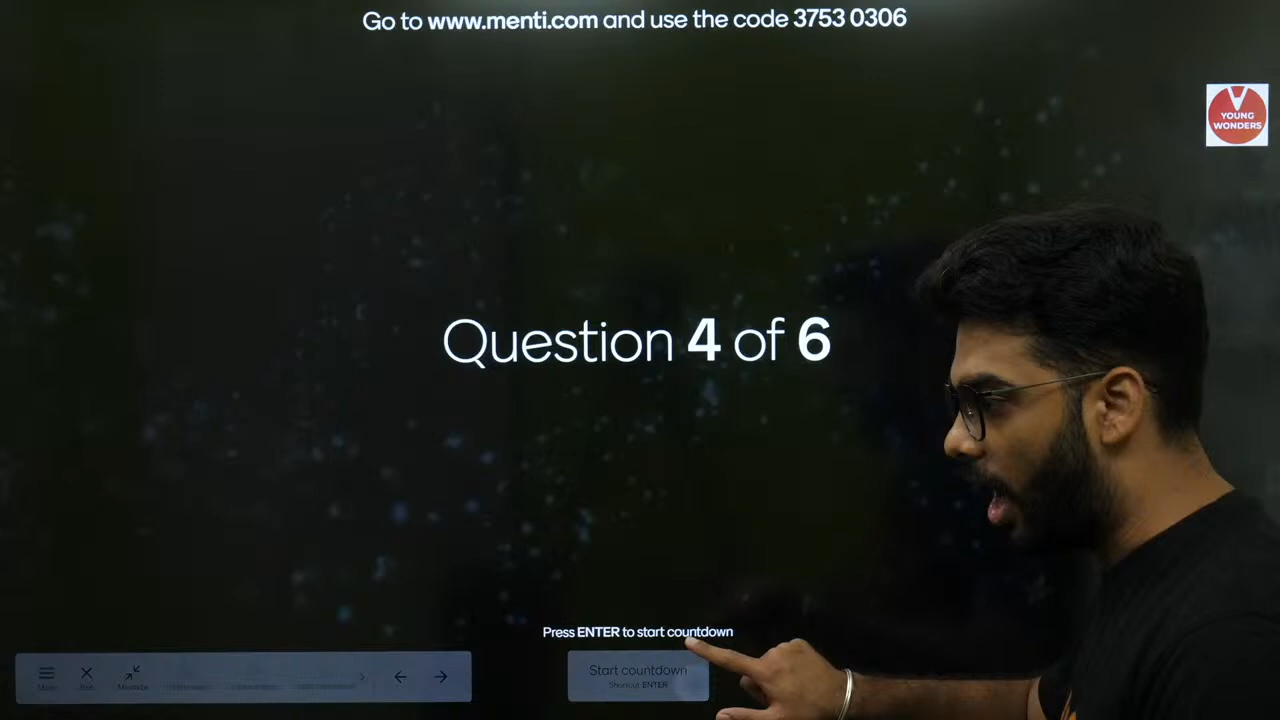 Go to www.menti.com and use the code 3753 0306
YOUNG
WONDERS
Question 4 of 6
Press ENTER to start countdown
Start countdown
Shortcut ENTER